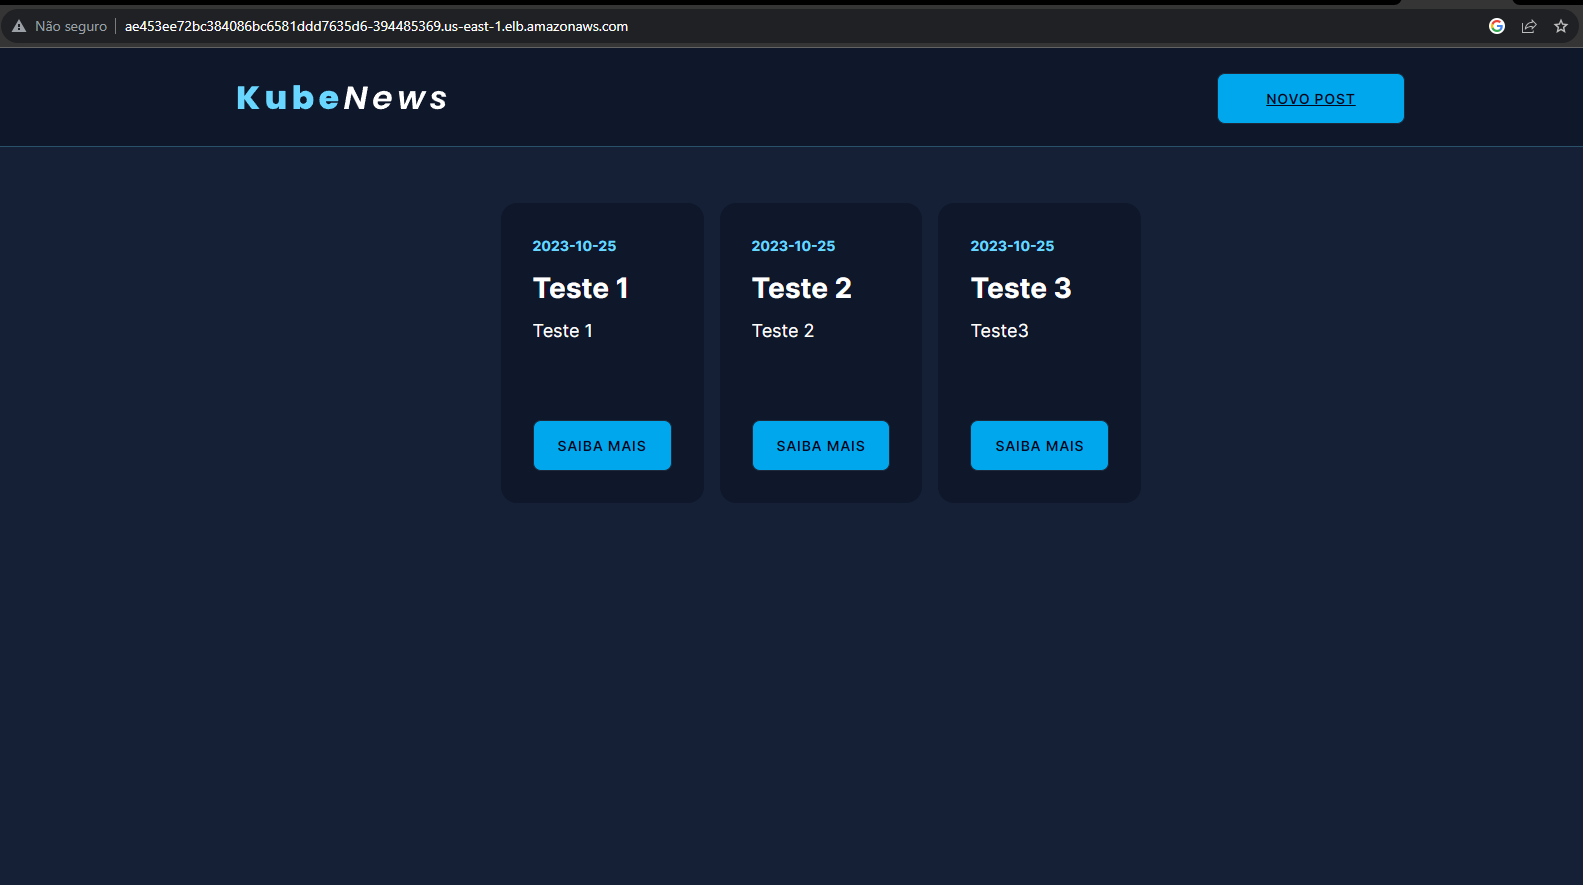 Não seguro ae453ee72bc384086bc6581ddd7635d6-394485369.us-east-1.elb.amazonaws.com
KubeNews
NOVO POST
2023-10-25
Teste 1
Teste 1
SAIBA MAIS
2023-10-25
Teste 2
Teste 2
SAIBA MAIS
2023-10-25
Teste 3
Teste3
SAIBA MAIS